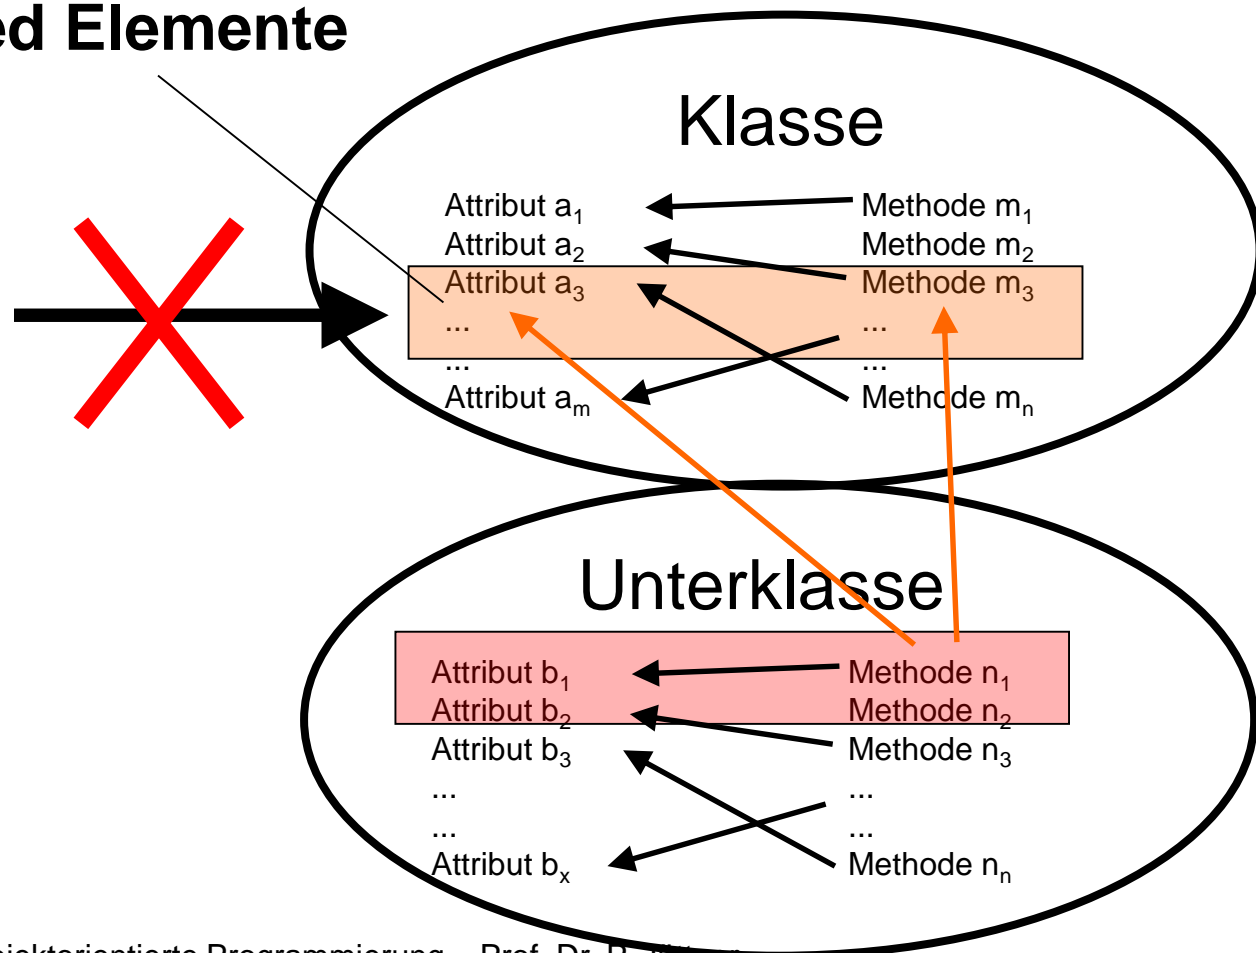 ed Elemente
Klasse
Attribut a₁ Methode m₁
Attribut a₂ Methode m₂
Attribut a₃ Methode m₃
... ...
... ...
Attribut aₘ Methode mₙ
Unterklasse
Attribut b₁ Methode n₁
Attribut b₂ Methode n₂
Attribut b₃ Methode n₃
... ...
... ...
Attribut bₓ Methode nₙ
jektorientierte Programmierung – Prof. Dr. R.